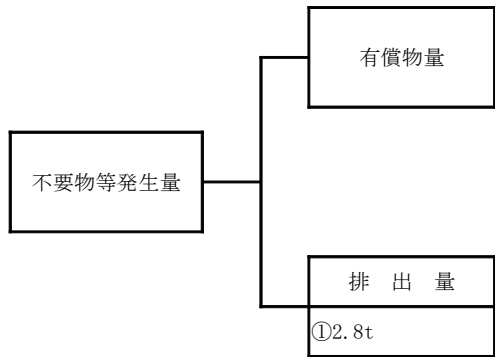 有償物量
不要物等発生量
排　出　量
①2.8t